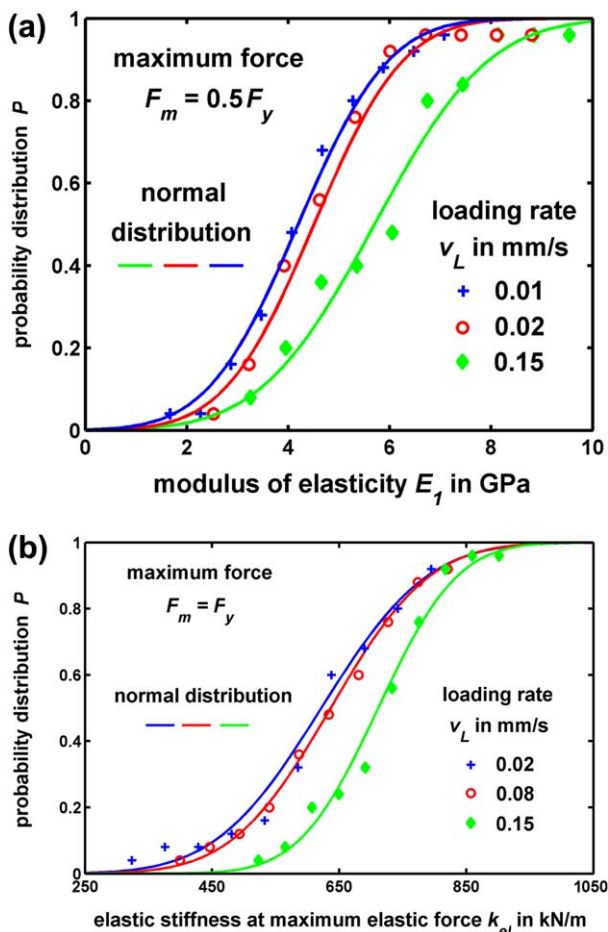 (a)
maximum force
F_m = 0.5F_y
normal
distribution
loading rate
v_L in mm/s
0.01
0.02
0.15
probability distribution P
1
0.8
0.6
0.4
0.2
0
0 2 4 6 8 10
modulus of elasticity E_1 in GPa
(b)
maximum force
F_m = F_y
normal distribution
loading rate
v_L in mm/s
0.02
0.08
0.15
probability distribution P
1
0.8
0.6
0.4
0.2
0
250 450 650 850 1050
elastic stiffness at maximum elastic force k_el in kN/m